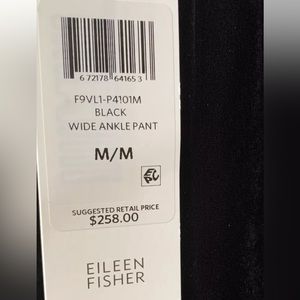 6 72178 64165 3
F9VL1-P4101M
BLACK
WIDE ANKLE PANT
M/M
SUGGESTED RETAIL PRICE
$258.00
EILEEN
FISHER